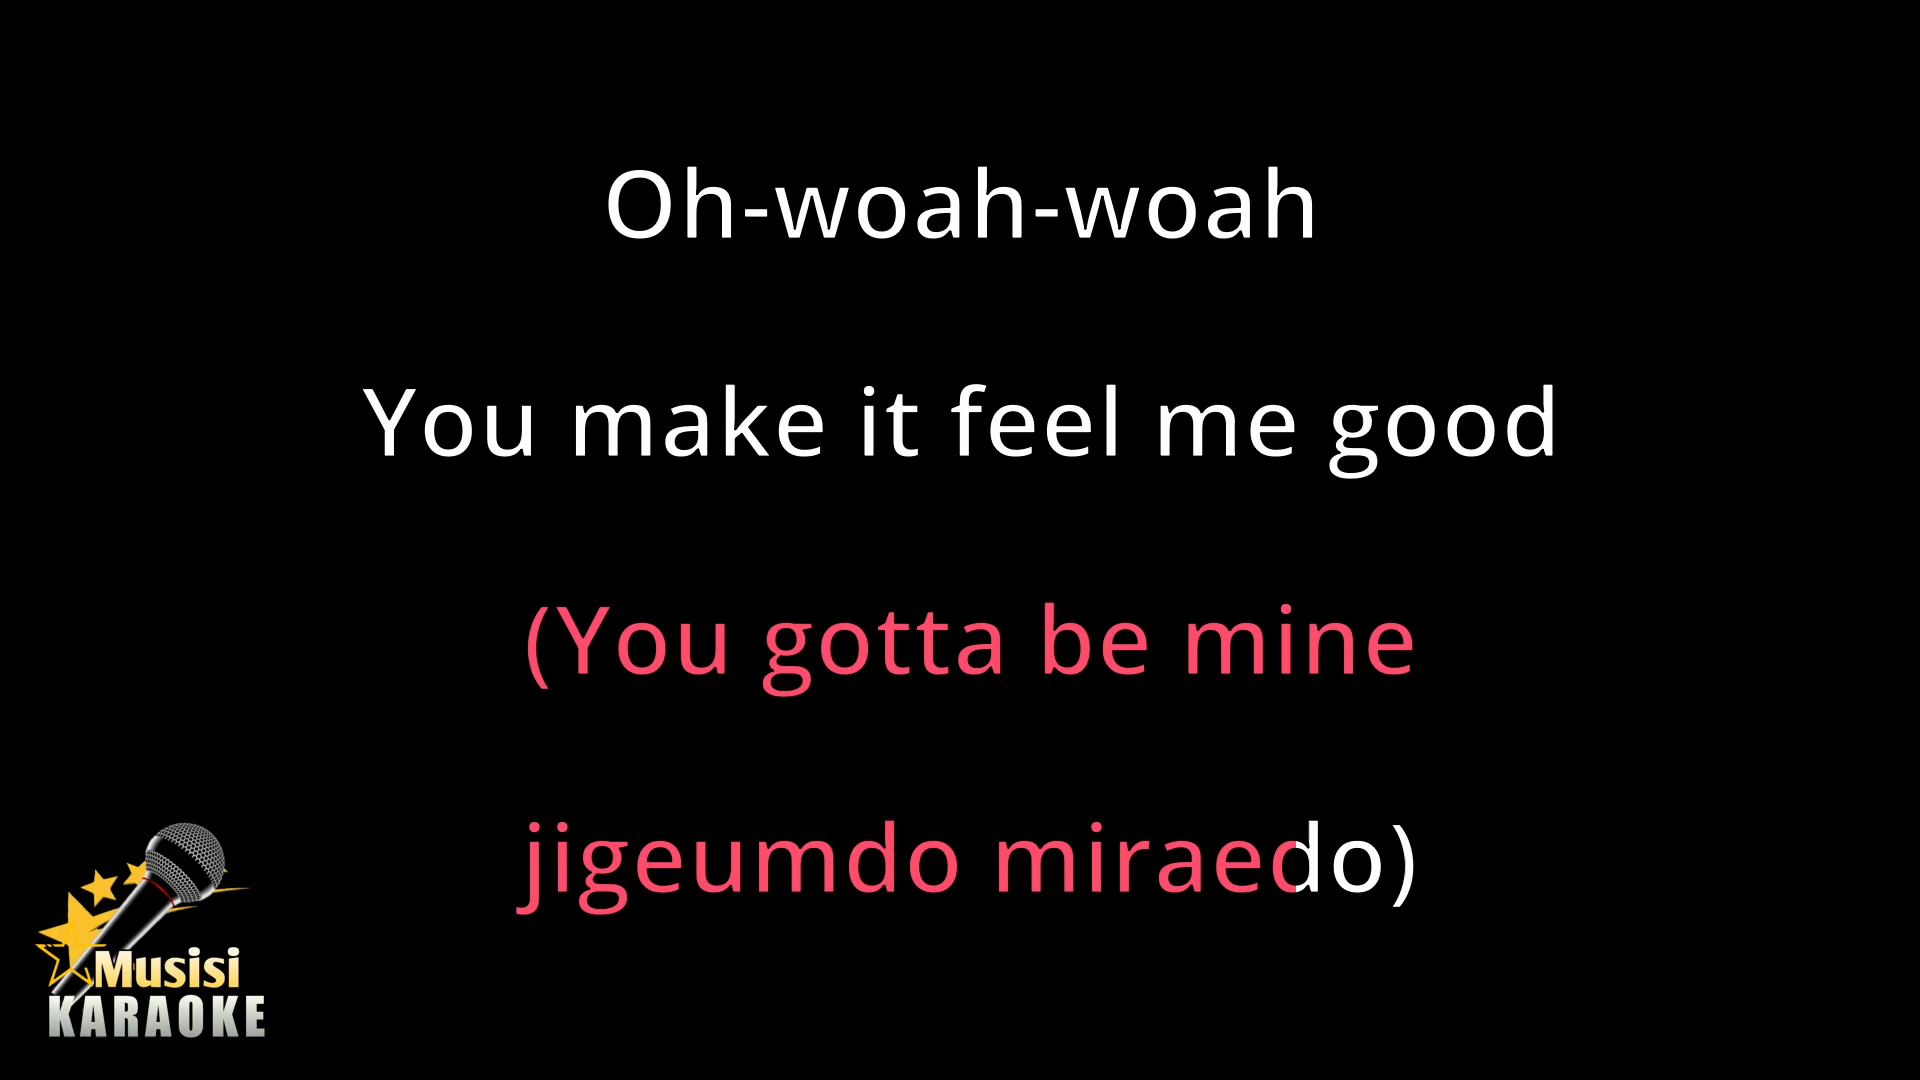 Oh-woah-woah
You make it feel me good
(You gotta be mine
jigeumdo miraedo)
Musisi
KARAOKE